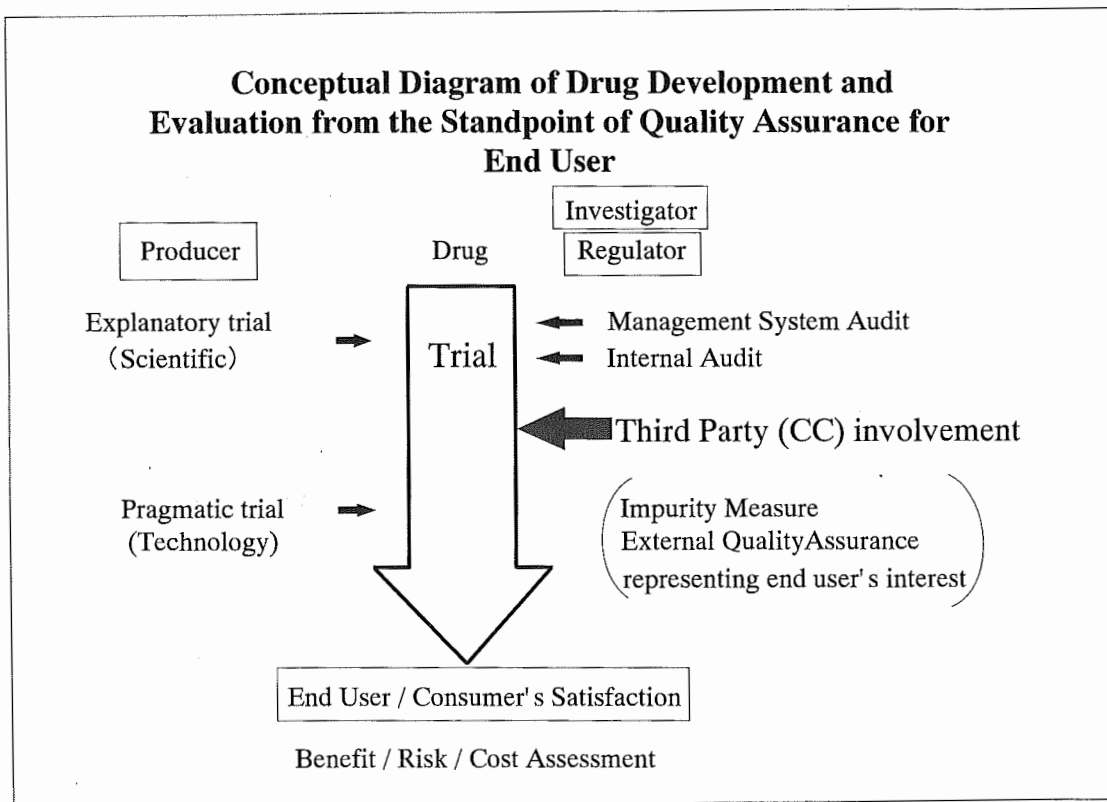 Conceptual Diagram of Drug Development and
Evaluation from the Standpoint of Quality Assurance for
End User
Investigator
Producer
Drug
Regulator
Explanatory trial
(Scientific)
Trial
Management System Audit
Internal Audit
Third Party (CC) involvement
Pragmatic trial
(Technology)
Impurity Measure
External QualityAssurance
representing end user's interest
End User / Consumer's Satisfaction
Benefit / Risk / Cost Assessment